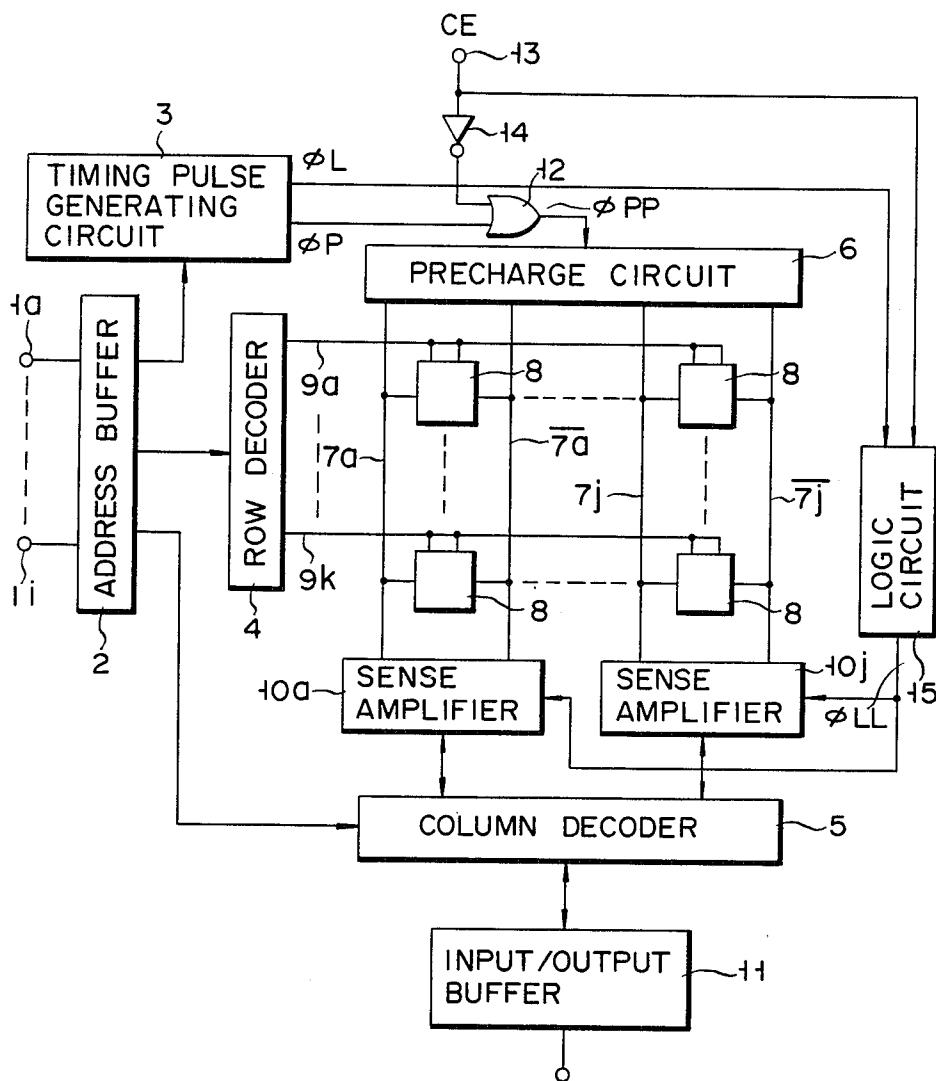 CE
13
14
3
TIMING PULSE
GENERATING
CIRCUIT
φL
φP
12
φPP
PRECHARGE CIRCUIT
6
1a
1i
ADDRESS BUFFER
2
ROW DECODER
4
9a
9k
7a
7a
7j
7j
8
8
8
8
LOGIC
CIRCUIT
15
SENSE
AMPLIFIER
10a
SENSE
AMPLIFIER
10j
φLL
COLUMN DECODER
5
INPUT/OUTPUT
BUFFER
11